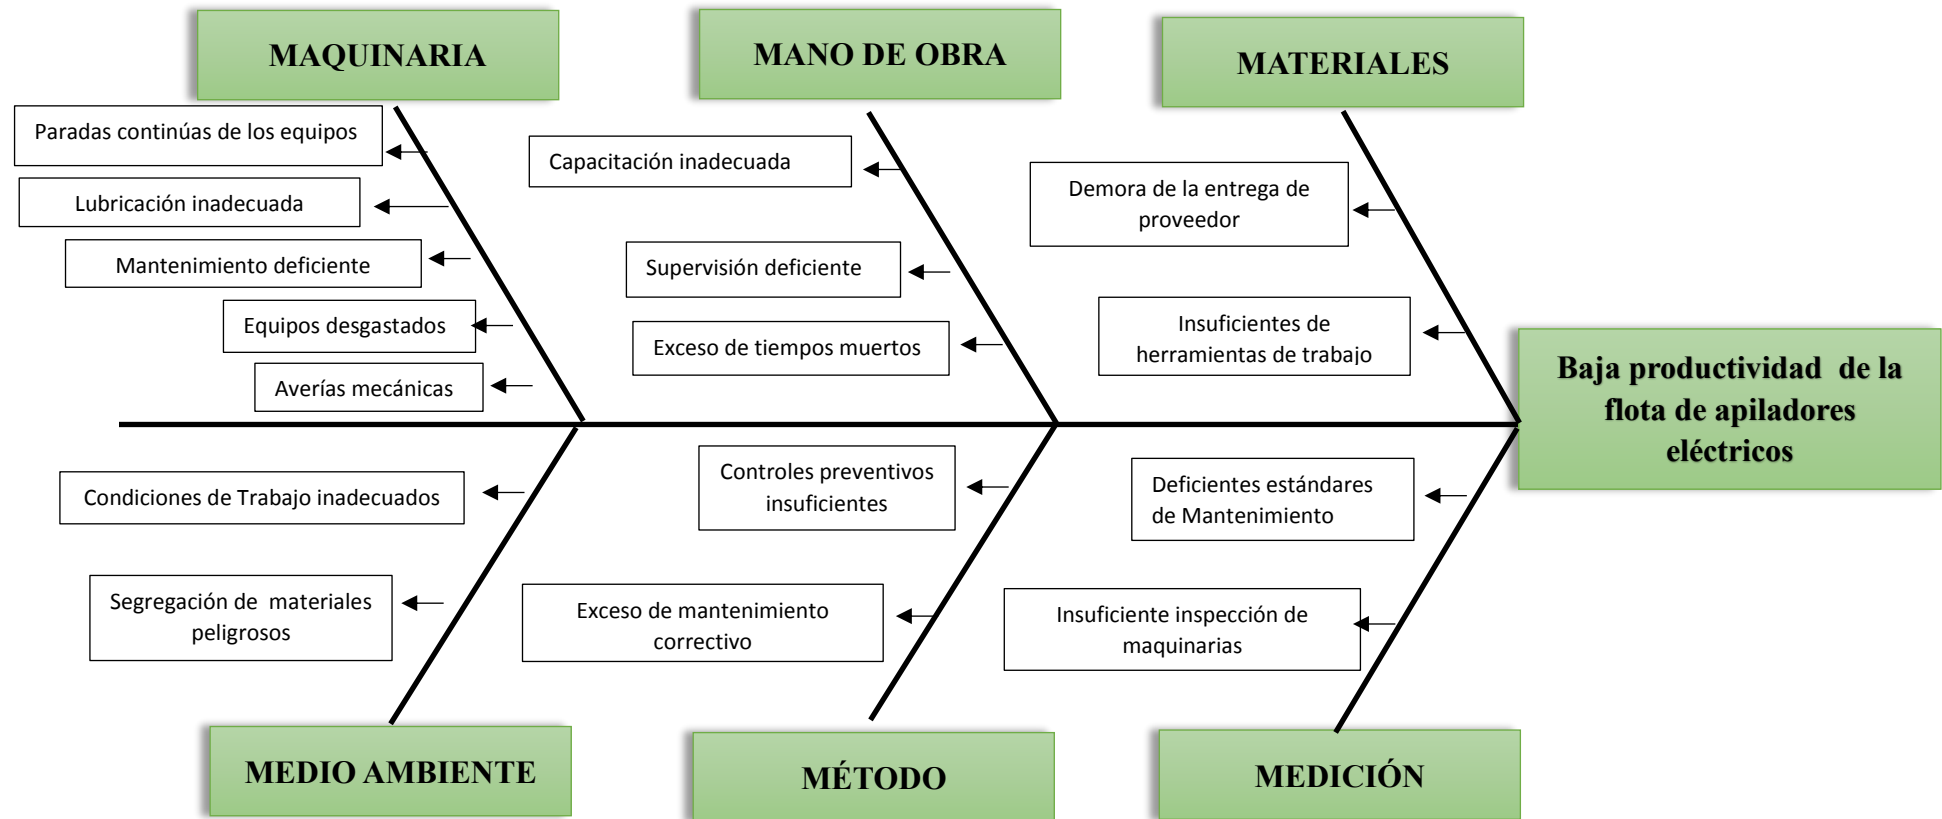 MAQUINARIA
MANO DE OBRA
MATERIALES
Paradas continúas de los equipos
Lubricación inadecuada
Mantenimiento deficiente
Equipos desgastados
Averías mecánicas
Capacitación inadecuada
Supervisión deficiente
Exceso de tiempos muertos
Demora de la entrega de
proveedor
Insuficientes de
herramientas de trabajo
Baja productividad de la
flota de apiladores
eléctricos
Condiciones de Trabajo inadecuados
Segregación de materiales
peligrosos
Controles preventivos
insuficientes
Exceso de mantenimiento
correctivo
Deficientes estándares
de Mantenimiento
Insuficiente inspección de
maquinarias
MEDIO AMBIENTE
MÉTODO
MEDICIÓN